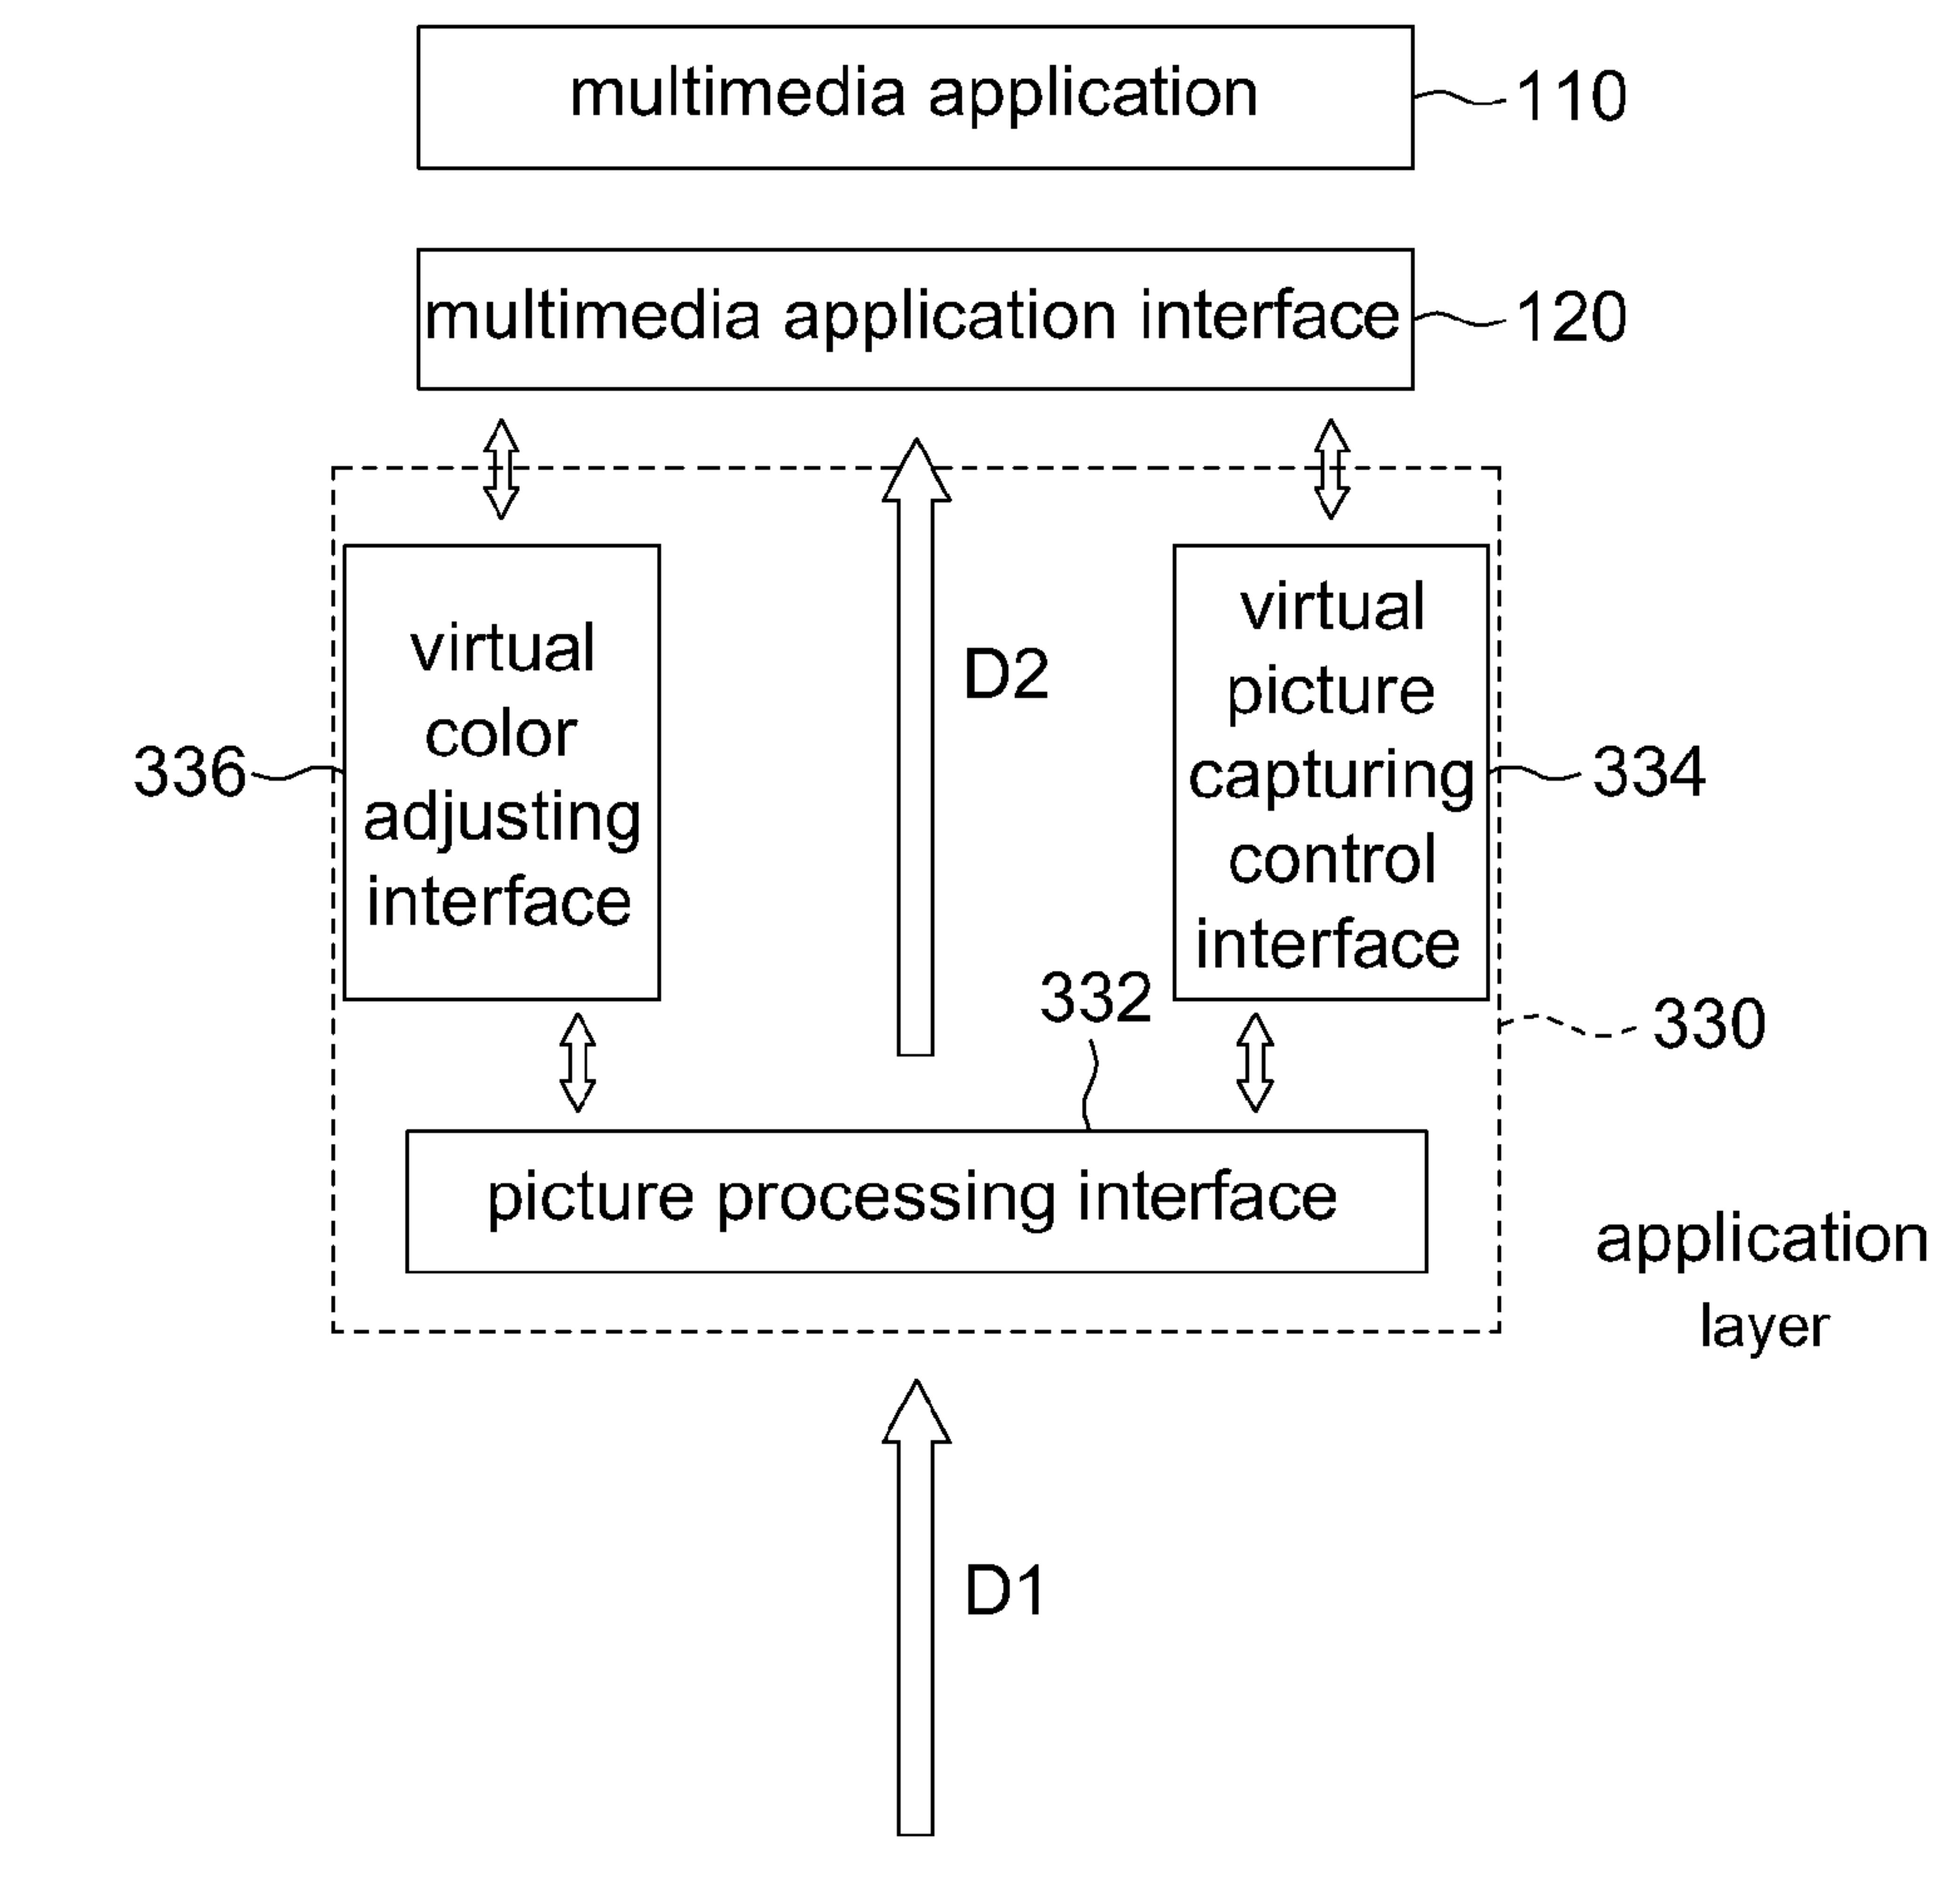 multimedia application
110
multimedia application interface
120
virtual
color
adjusting
interface
336
D2
virtual
picture
capturing
control
interface
334
332
330
picture processing interface
application
layer
D1